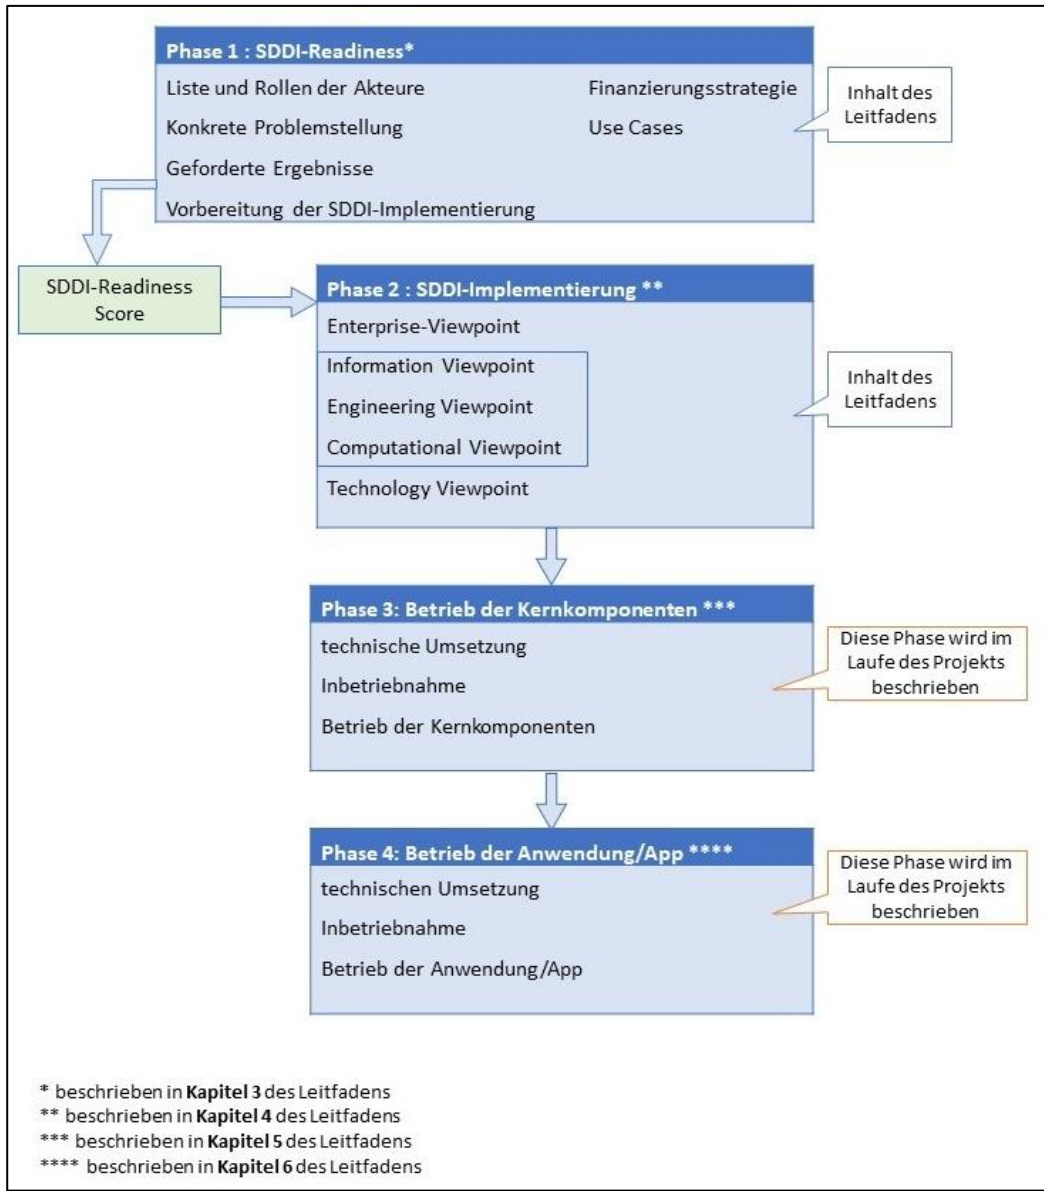 Phase 1 : SDDI-Readiness*
Liste und Rollen der Akteure
Finanzierungsstrategie
Konkrete Problemstellung
Use Cases
Geforderte Ergebnisse
Vorbereitung der SDDI-Implementierung
Inhalt des
Leitfadens
SDDI-Readiness
Score
Phase 2 : SDDI-Implementierung **
Enterprise-Viewpoint
Information Viewpoint
Engineering Viewpoint
Computational Viewpoint
Technology Viewpoint
Inhalt des
Leitfadens
Phase 3: Betrieb der Kernkomponenten ***
technische Umsetzung
Inbetriebnahme
Betrieb der Kernkomponenten
Diese Phase wird im
Laufe des Projekts
beschrieben
Phase 4: Betrieb der Anwendung/App ****
technischen Umsetzung
Inbetriebnahme
Betrieb der Anwendung/App
Diese Phase wird im
Laufe des Projekts
beschrieben
* beschrieben in Kapitel 3 des Leitfadens
** beschrieben in Kapitel 4 des Leitfadens
*** beschrieben in Kapitel 5 des Leitfadens
**** beschrieben in Kapitel 6 des Leitfadens